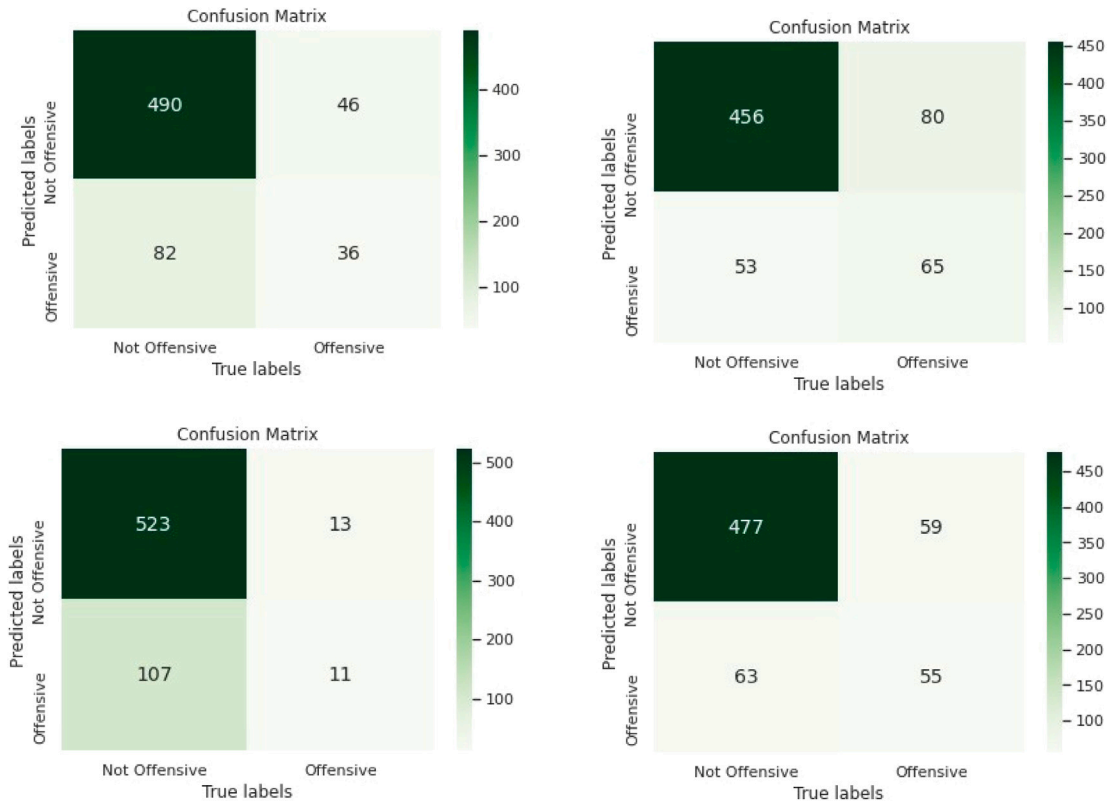 Confusion Matrix
Predicted labels
Not Offensive
Offensive
490
46
82
36
Not Offensive
Offensive
True labels
400
300
200
100
Confusion Matrix
Predicted labels
Not Offensive
Offensive
456
80
53
65
Not Offensive
Offensive
True labels
450
400
350
300
250
200
150
100
Confusion Matrix
Predicted labels
Not Offensive
Offensive
523
13
107
11
Not Offensive
Offensive
True labels
500
400
300
200
100
Confusion Matrix
Predicted labels
Not Offensive
Offensive
477
59
63
55
Not Offensive
Offensive
True labels
450
400
350
300
250
200
150
100